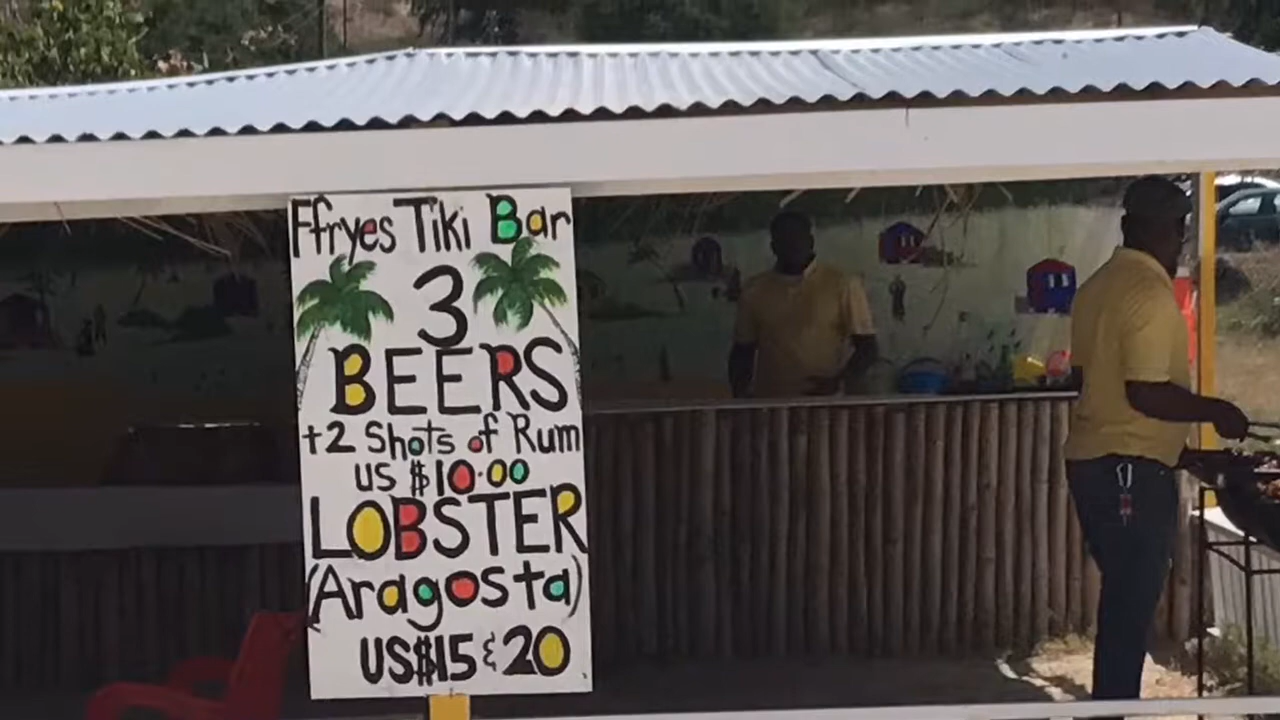 Ffryes Tiki Bar
3
BEERS
+2 Shots of Rum
US $10.00
LOBSTER
(Aragosta)
US$15 & 20